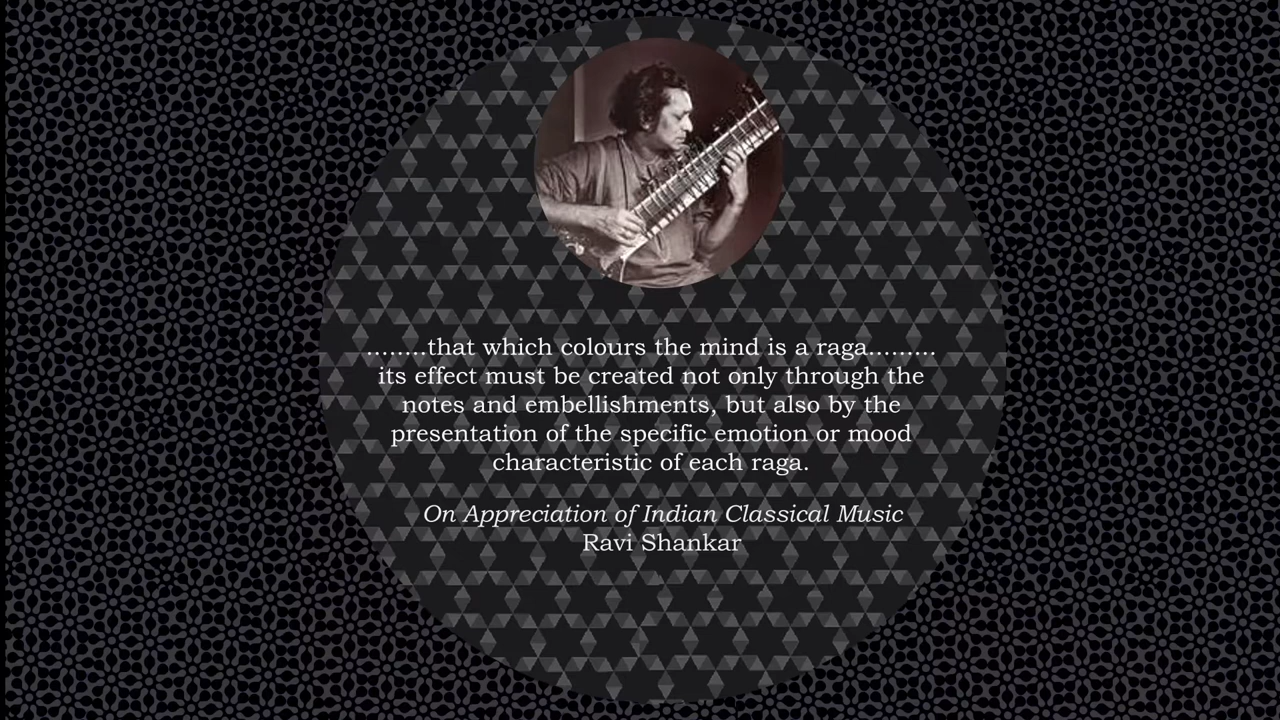 ........that which colours the mind is a raga.........
its effect must be created not only through the
notes and embellishments, but also by the
presentation of the specific emotion or mood
characteristic of each raga.
On Appreciation of Indian Classical Music
Ravi Shankar